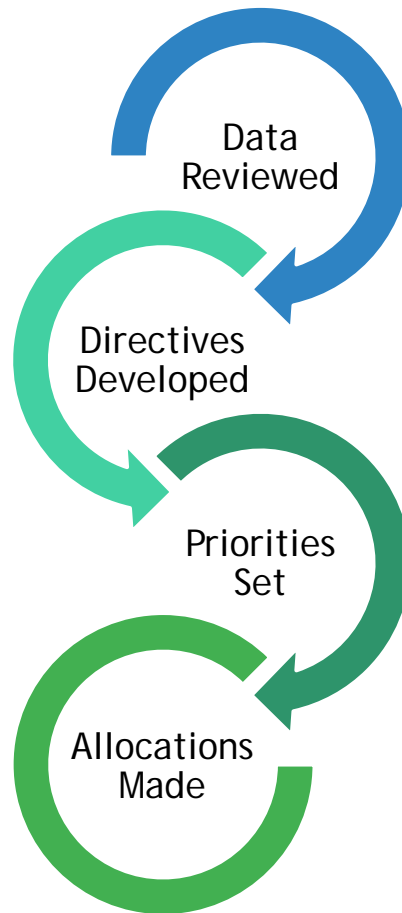 Data
Reviewed
Directives
Developed
Priorities
Set
Allocations
Made